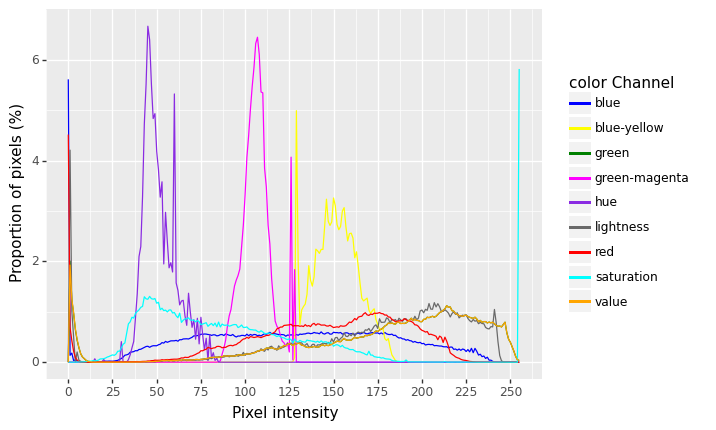 Proportion of pixels (%)
6
4
2
0
0 25 50 75 100 125 150 175 200 225 250
Pixel intensity
color Channel
blue
blue-yellow
green
green-magenta
hue
lightness
red
saturation
value